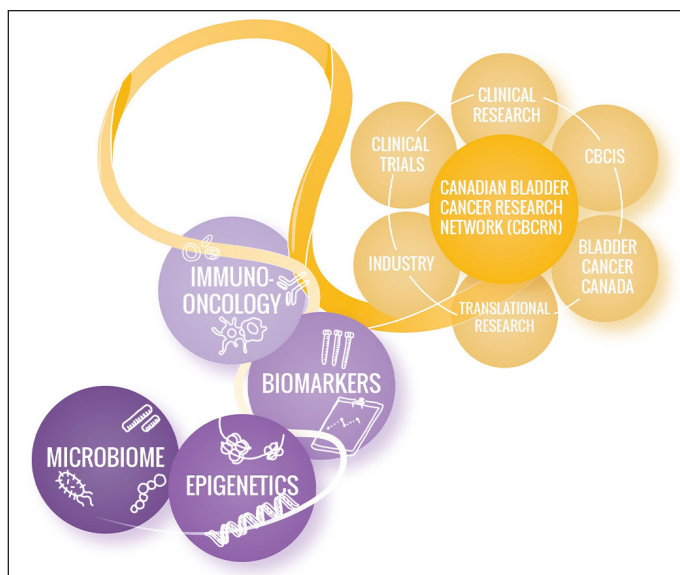 CLINICAL
RESEARCH
CLINICAL
TRIALS
CBCIS
CANADIAN BLADDER
CANCER RESEARCH
NETWORK (CBCRN)
INDUSTRY
BLADDER
CANCER
CANADA
TRANSLATIONAL
RESEARCH
IMMUNO-
ONCOLOGY
BIOMARKERS
MICROBIOME
EPIGENETICS